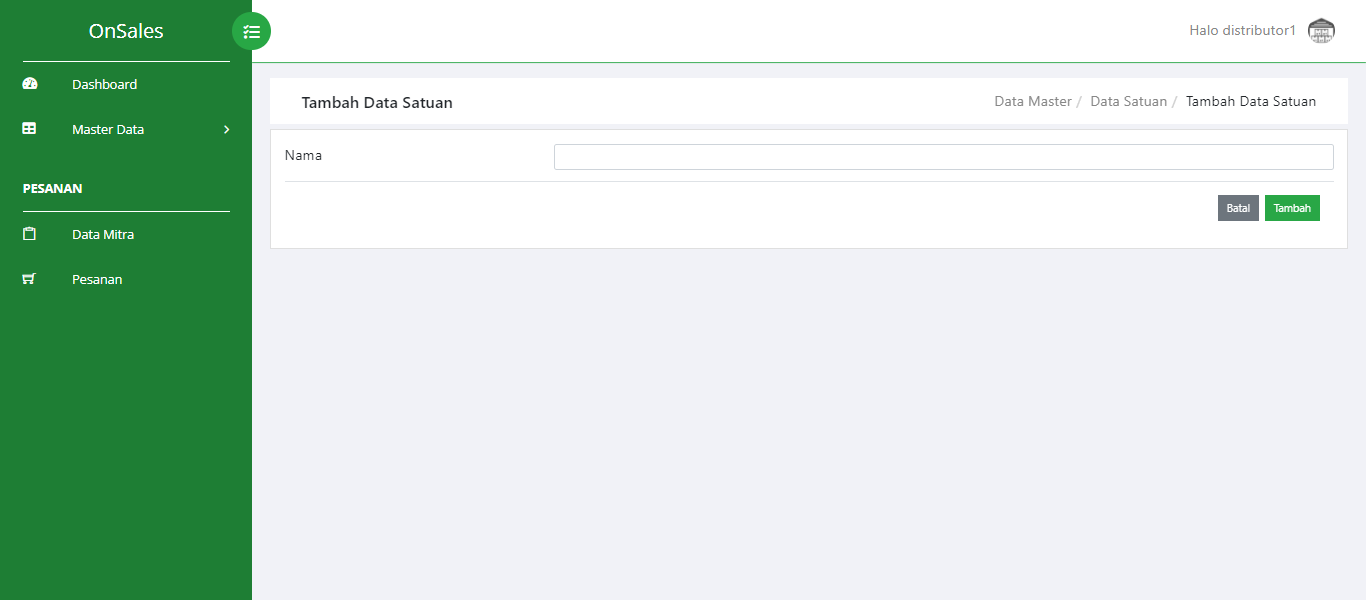 OnSales
Halo distributor1
Dashboard
Master Data
PESANAN
Data Mitra
Pesanan
Tambah Data Satuan
Data Master / Data Satuan / Tambah Data Satuan
Nama
Batal Tambah